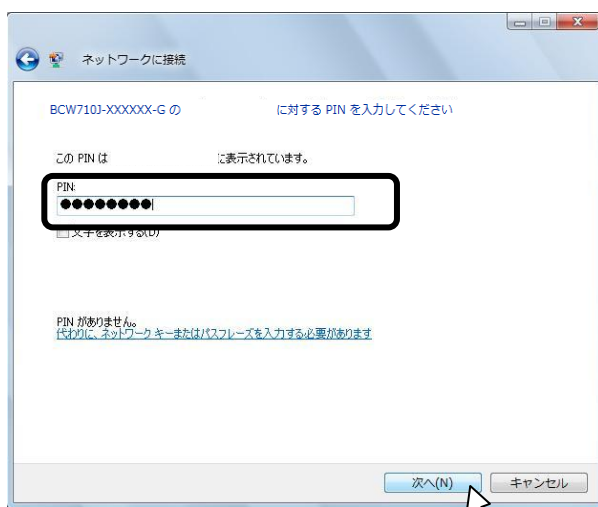 ネットワークに接続
BCW710J-XXXXXX-G の に対する PIN を入力してください
この PIN は に表示されています。
PIN:
●●●●●●●●
文字を表示する(D)
PIN がありません。
代わりに、ネットワーク キーまたはパスフレーズを入力する必要があります
次へ(N) キャンセル